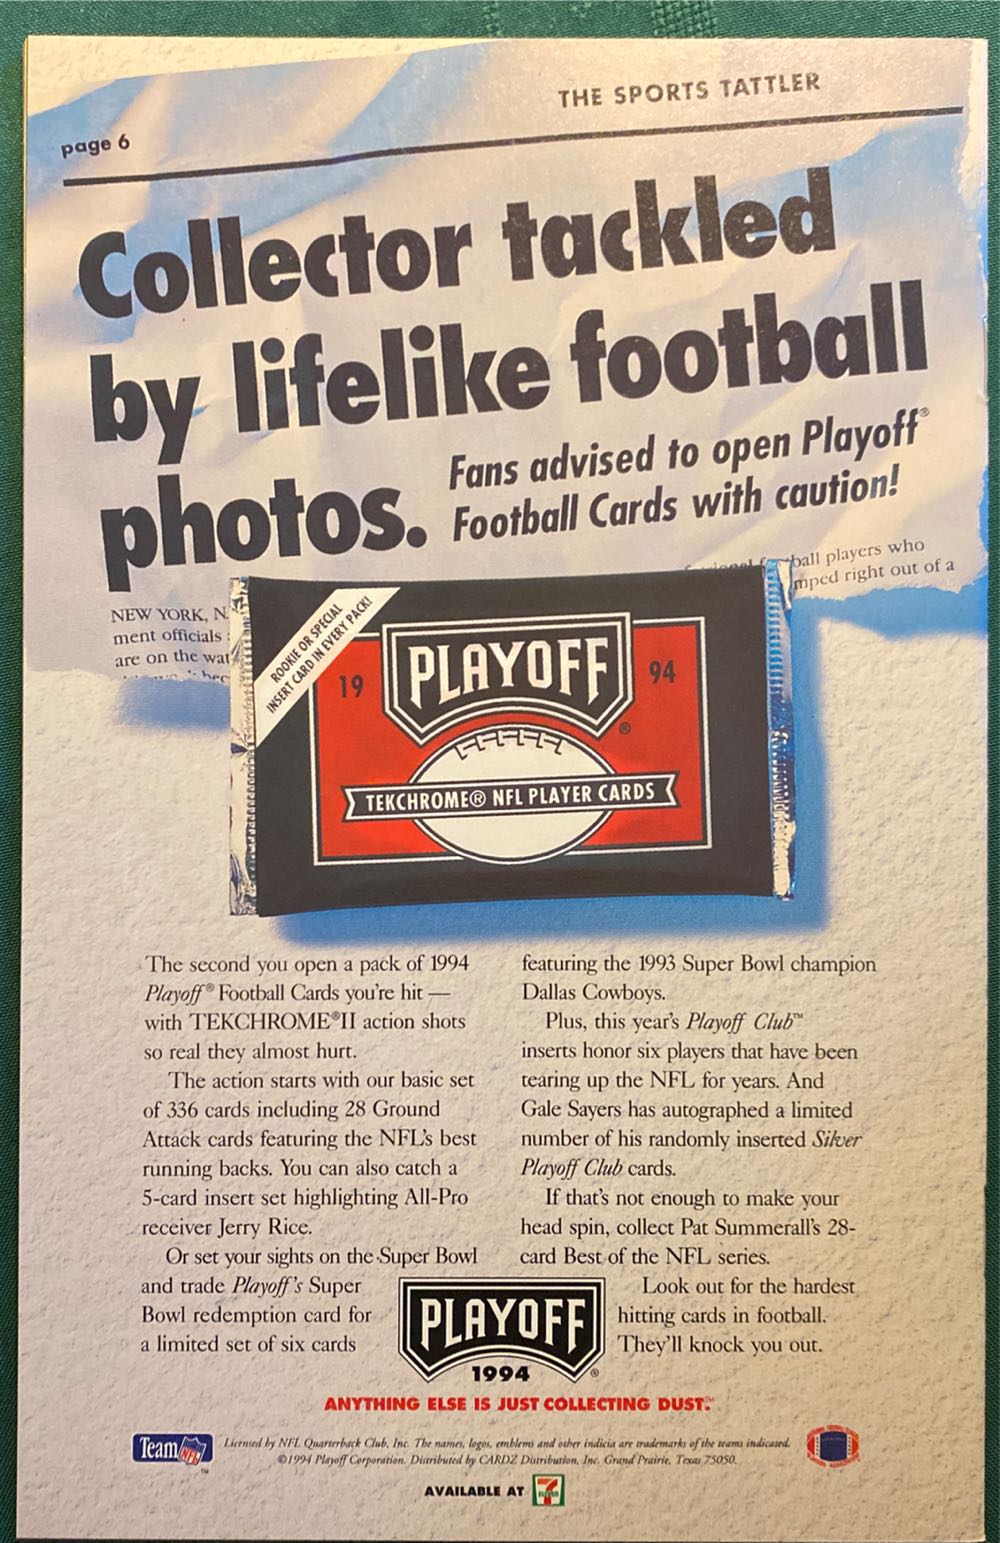 THE SPORTS TATTLER
page 6
Collector tackled
by lifelike football
photos.
Fans advised to open Playoff®
Football Cards with caution!
ball players who
mped right out of a
NEW YORK, N.
ment officials
are on the wat
ROOKIE OR SPECIAL
INSERT CARD IN EVERY PACK!
19 PLAYOFF 94
®
TEKCHROME® NFL PLAYER CARDS
The second you open a pack of 1994
Playoff® Football Cards you're hit —
with TEKCHROME®II action shots
so real they almost hurt.
The action starts with our basic set
of 336 cards including 28 Ground
Attack cards featuring the NFL's best
running backs. You can also catch a
5-card insert set highlighting All-Pro
receiver Jerry Rice.
Or set your sights on the Super Bowl
and trade Playoff's Super
Bowl redemption card for
a limited set of six cards
featuring the 1993 Super Bowl champion
Dallas Cowboys.
Plus, this year's Playoff Club™
inserts honor six players that have been
tearing up the NFL for years. And
Gale Sayers has autographed a limited
number of his randomly inserted Silver
Playoff Club cards.
If that's not enough to make your
head spin, collect Pat Summerall's 28-
card Best of the NFL series.
Look out for the hardest
hitting cards in football.
They'll knock you out.
PLAYOFF
1994 ®
ANYTHING ELSE IS JUST COLLECTING DUST.™
Team NFL ™
Licensed by NFL Quarterback Club, Inc. The names, logos, emblems and other indicia are trademarks of the teams indicated.
©1994 Playoff Corporation. Distributed by CARDZ Distribution, Inc. Grand Prairie, Texas 75050.
AVAILABLE AT 7 ELEVEN